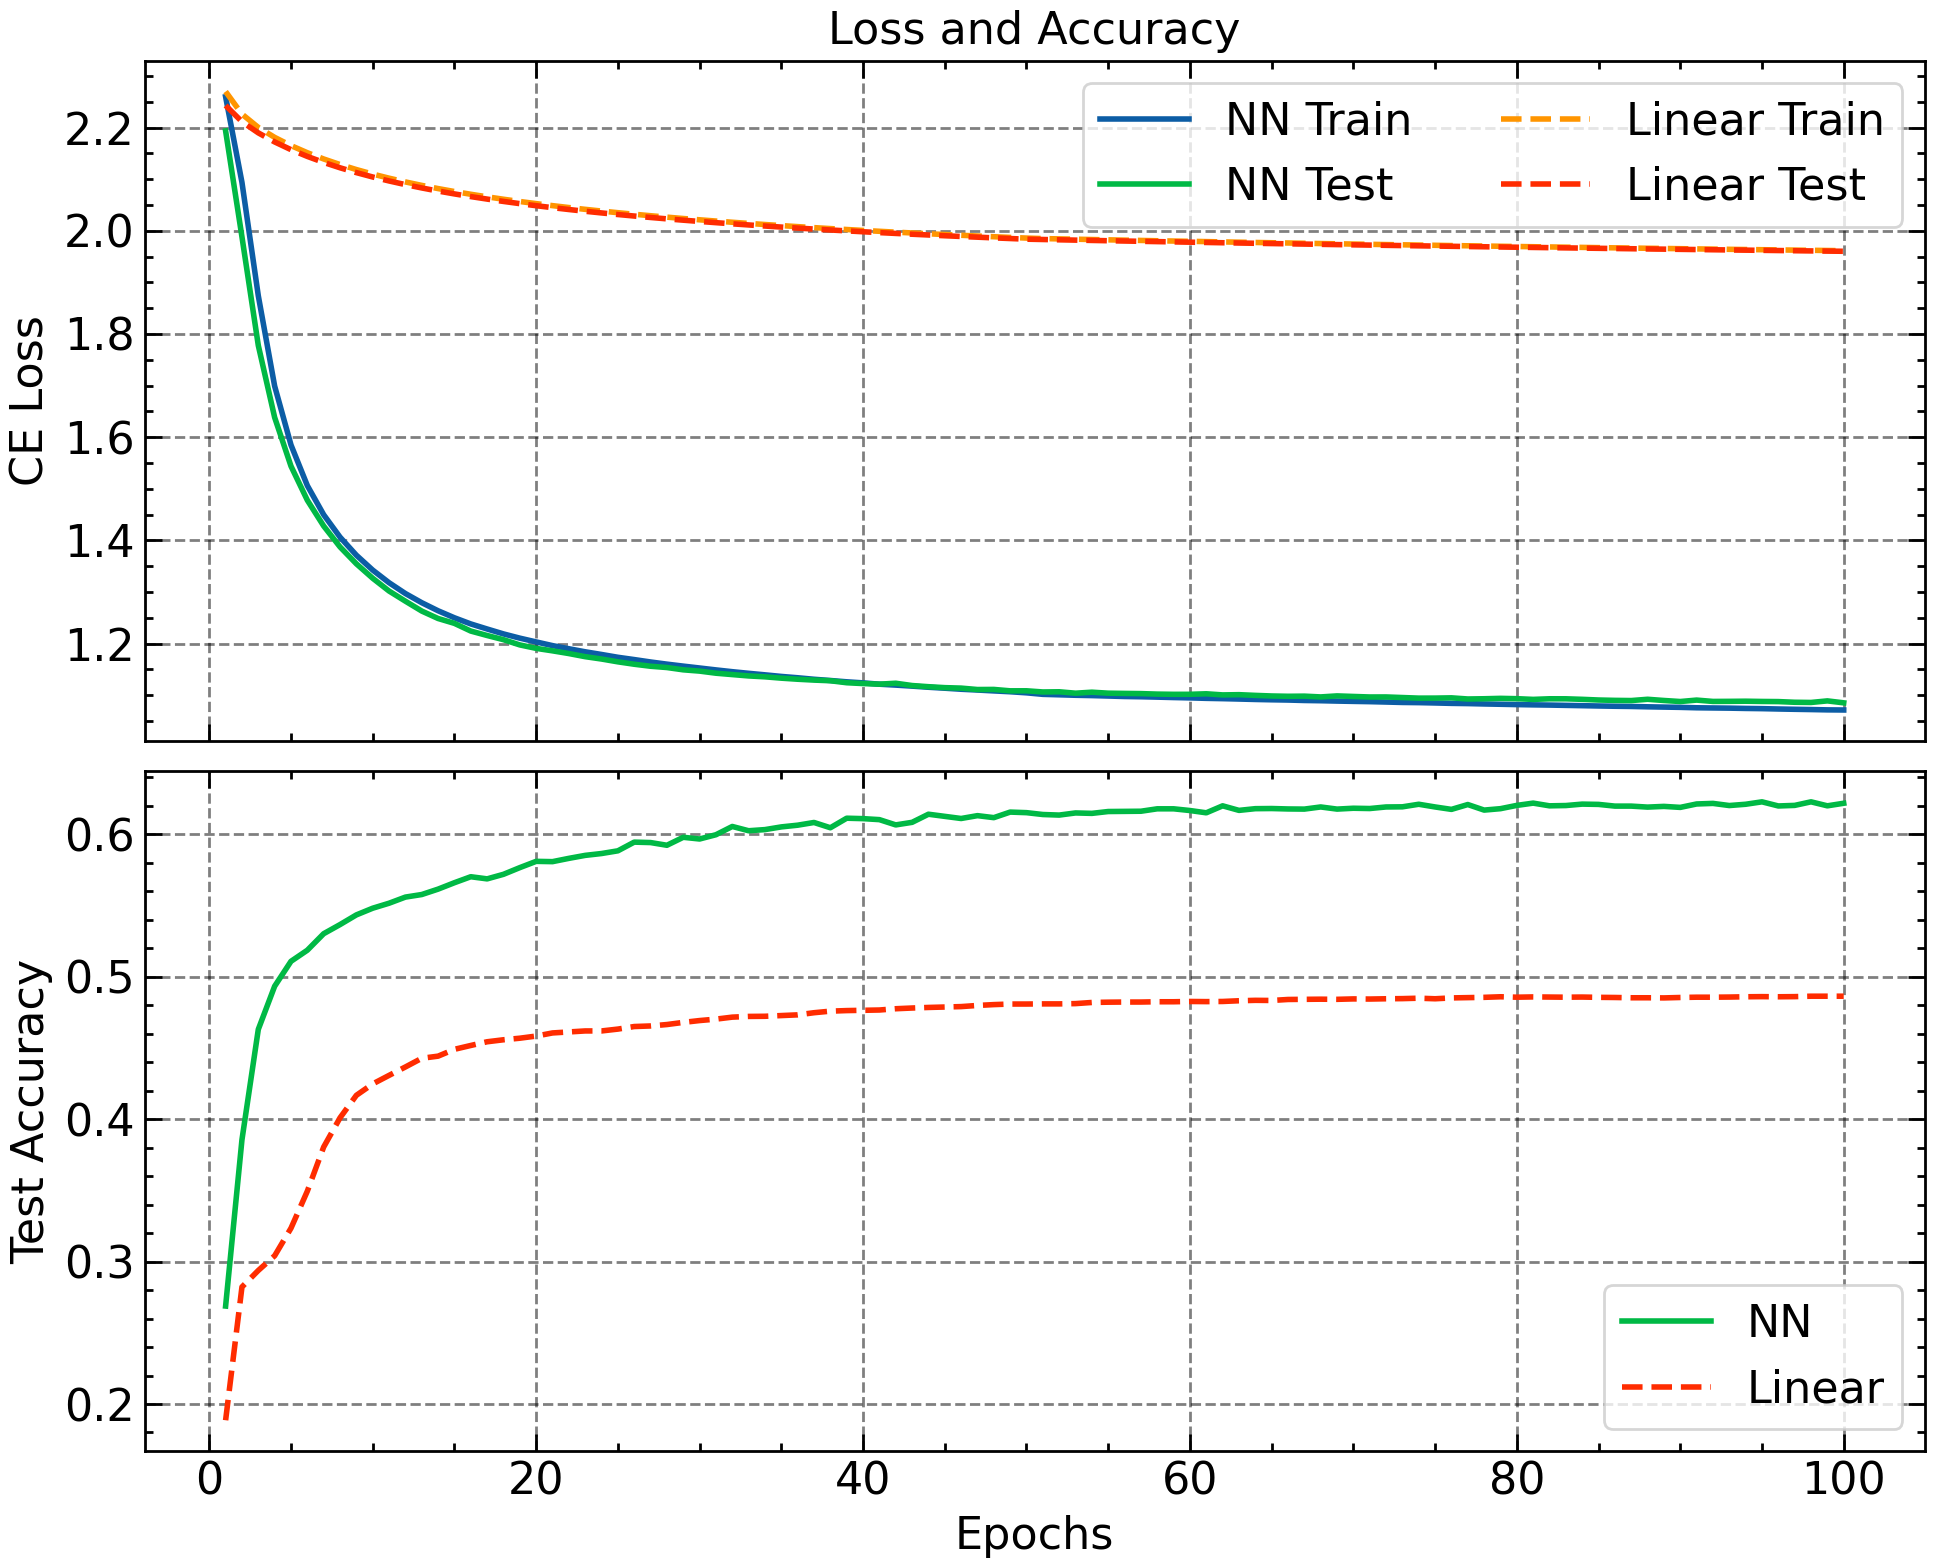 Loss and Accuracy
CE Loss
2.2
2.0
1.8
1.6
1.4
1.2
NN Train
NN Test
Linear Train
Linear Test
Test Accuracy
0.6
0.5
0.4
0.3
0.2
NN
Linear
0 20 40 60 80 100
Epochs